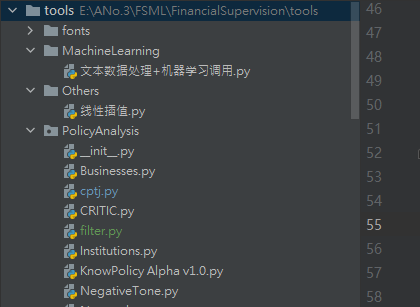 tools E:\ANo.3\FSML\FinancialSupervision\tools
fonts
MachineLearning
文本数据处理+机器学习调用.py
Others
线性插值.py
PolicyAnalysis
__init__.py
Businesses.py
cptj.py
CRITIC.py
filter.py
Institutions.py
KnowPolicy Alpha v1.0.py
NegativeTone.py
46
47
48
49
50
51
52
53
54
55
56
57
58